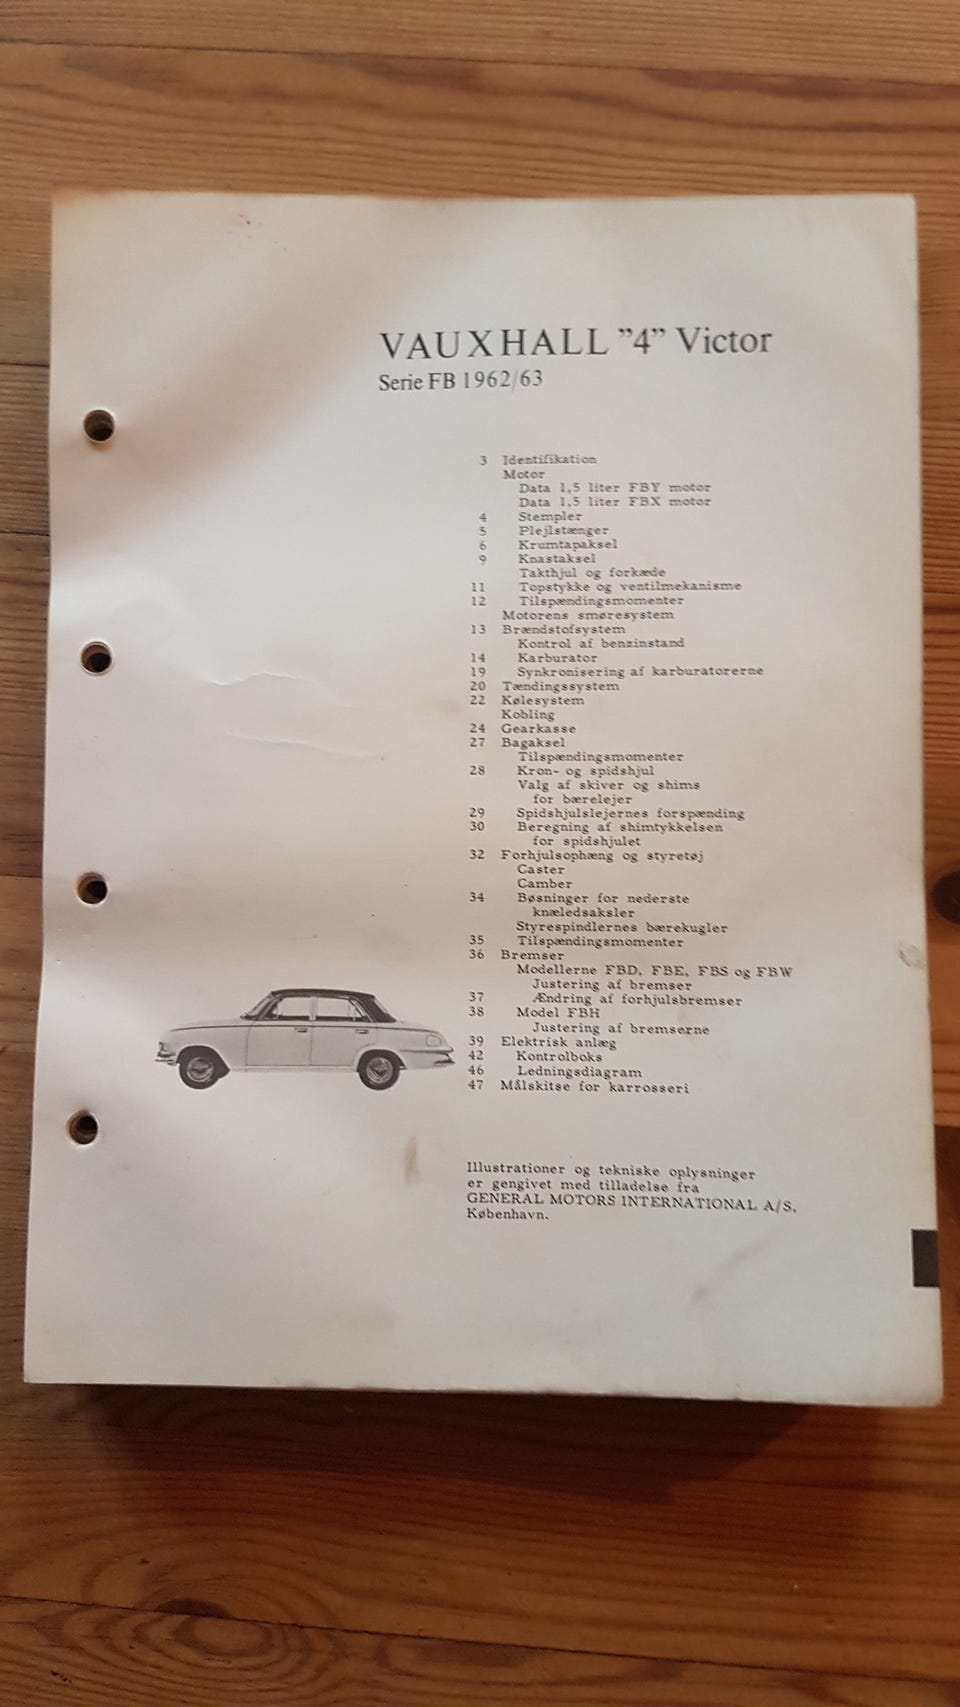 VAUXHALL ”4” Victor
Serie FB 1962/63
3 Identifikation
Motor
Data 1,5 liter FBY motor
Data 1,5 liter FBX motor
4 Stempler
5 Plejlstænger
6 Krumtapaksel
9 Knastaksel
Takthjul og forkæde
11 Topstykke og ventilmekanisme
12 Tilspændingsmomenter
Motorens smøresystem
13 Brændstofsystem
Kontrol af benzinstand
14 Karburator
19 Synkronisering af karburatorerne
20 Tændingssystem
22 Kølesystem
Kobling
24 Gearkasse
27 Bagaksel
Tilspændingsmomenter
28 Kron- og spidshjul
Valg af skiver og shims
for bærelejer
29 Spidshjulslejernes forspænding
30 Beregning af shimtykkelsen
for spidshjulet
32 Forhjulsophæng og styretøj
Caster
Camber
34 Bøsninger for nederste
knæledsaksler
Styrespindlernes bærekugler
35 Tilspændingsmomenter
36 Bremser
Modellerne FBD, FBE, FBS og FBW
Justering af bremser
37 Ændring af forhjulsbremser
38 Model FBH
Justering af bremserne
39 Elektrisk anlæg
42 Kontrolboks
46 Ledningsdiagram
47 Målskitse for karrosseri
Illustrationer og tekniske oplysninger
er gengivet med tilladelse fra
GENERAL MOTORS INTERNATIONAL A/S,
København.